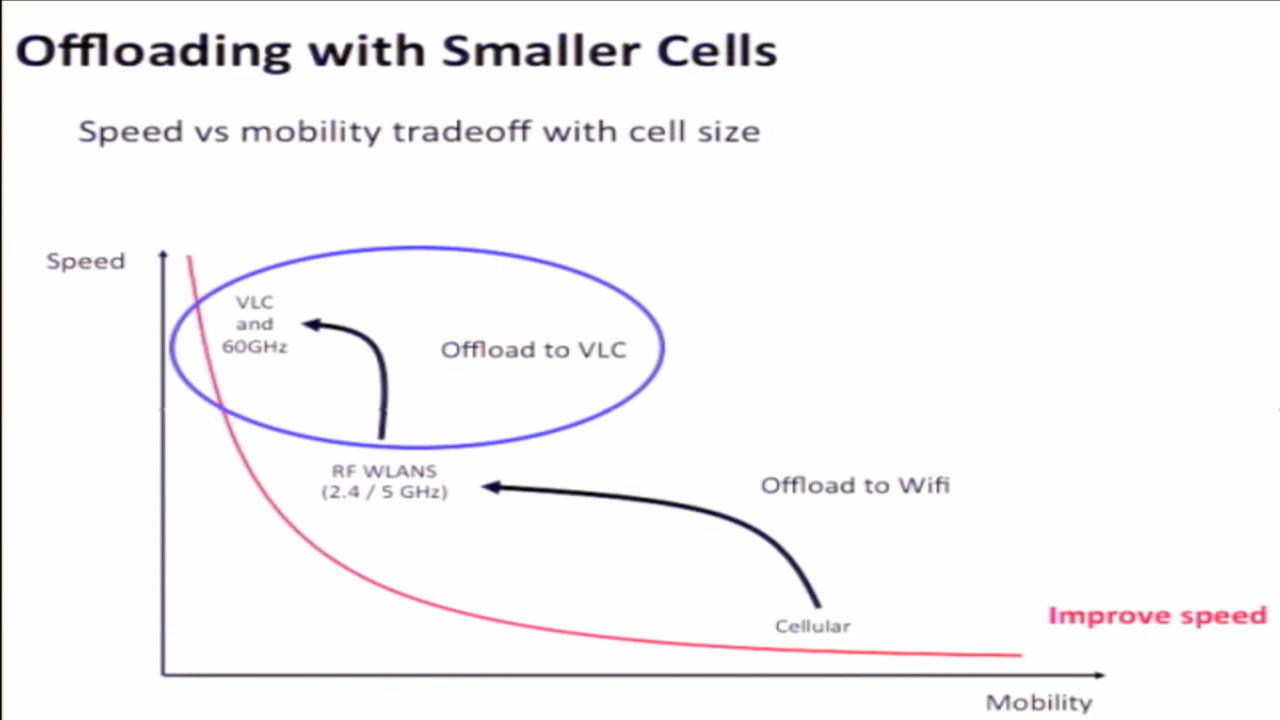 Offloading with Smaller Cells
Speed vs mobility tradeoff with cell size
Speed
VLC
and
60GHz
Offload to VLC
RF WLANS
(2.4 / 5 GHz)
Offload to Wifi
Cellular
Improve speed
Mobility